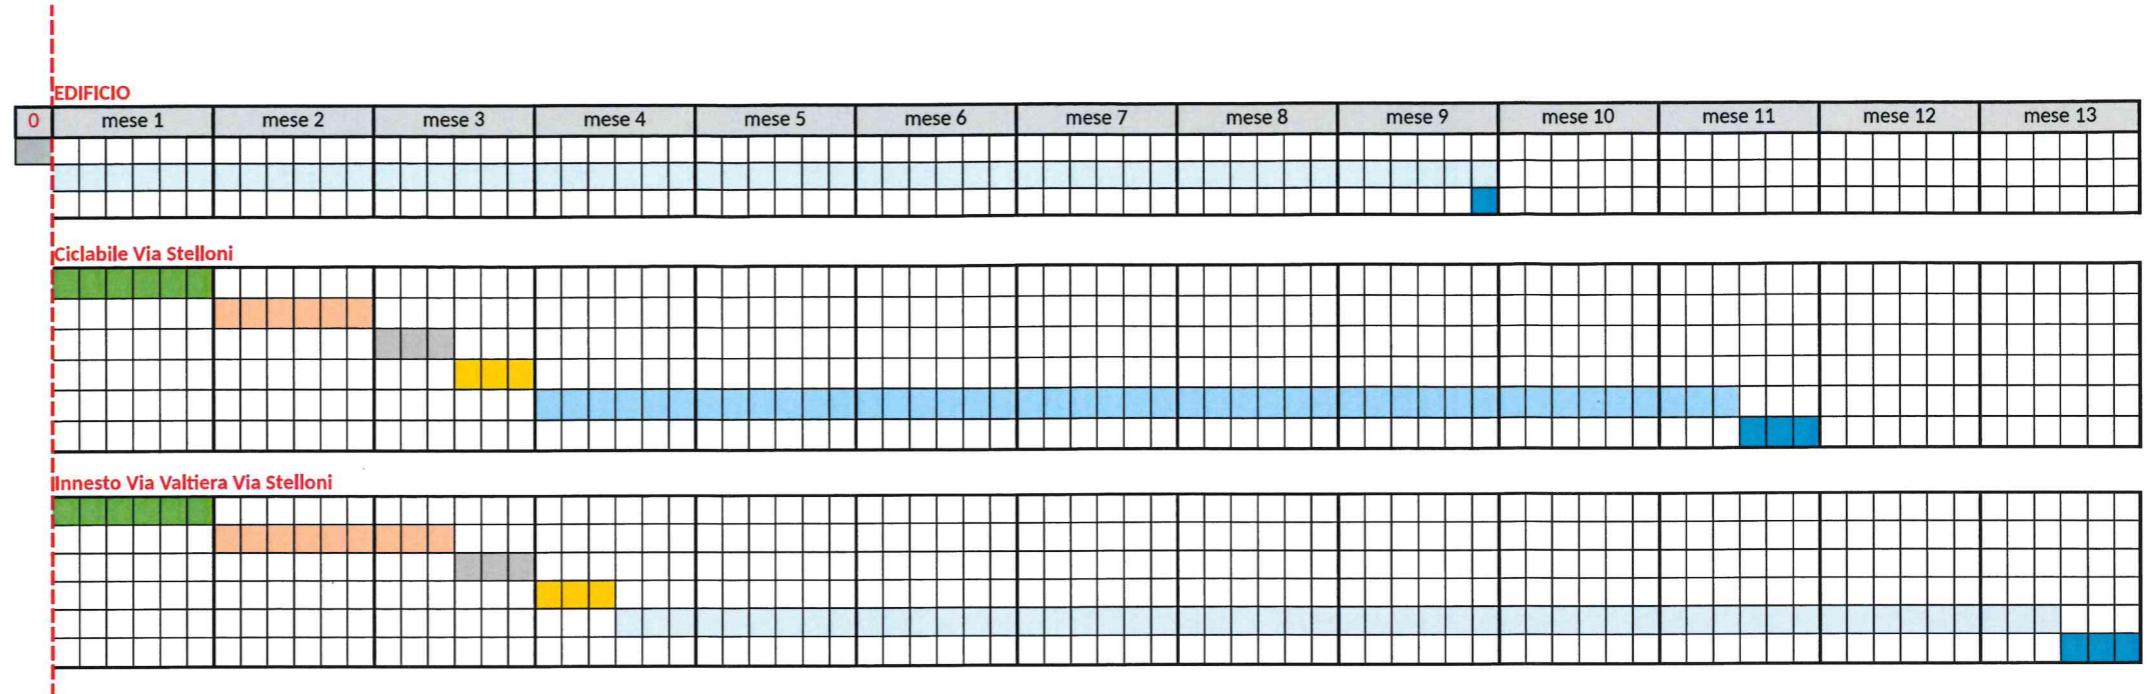 EDIFICIO
0 mese 1 mese 2 mese 3 mese 4 mese 5 mese 6 mese 7 mese 8 mese 9 mese 10 mese 11 mese 12 mese 13
Ciclabile Via Stelloni
Innesto Via Valtiera Via Stelloni